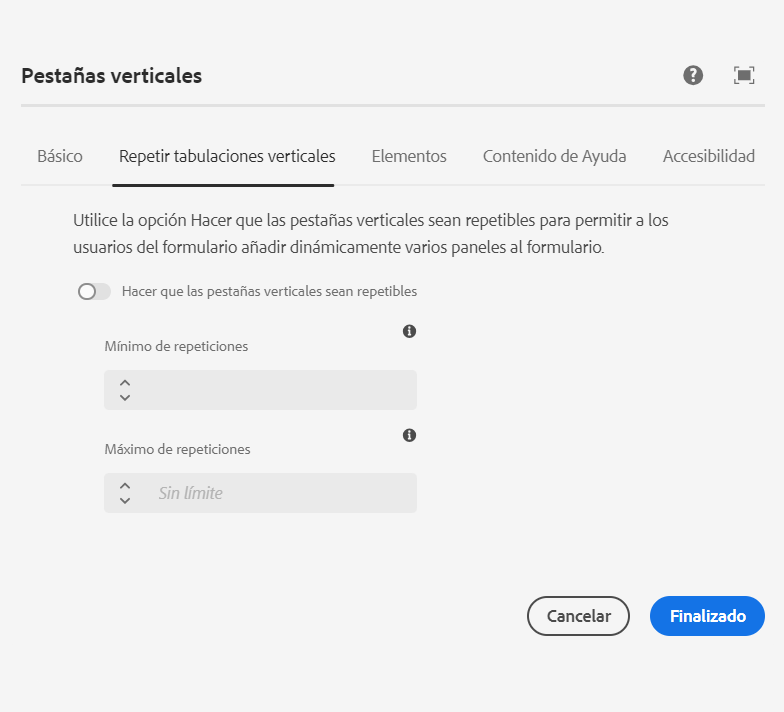 Pestañas verticales
Básico Repetir tabulaciones verticales Elementos Contenido de Ayuda Accesibilidad
Utilice la opción Hacer que las pestañas verticales sean repetibles para permitir a los
usuarios del formulario añadir dinámicamente varios paneles al formulario.
Hacer que las pestañas verticales sean repetibles
Mínimo de repeticiones
Máximo de repeticiones
Sin límite
Cancelar Finalizado